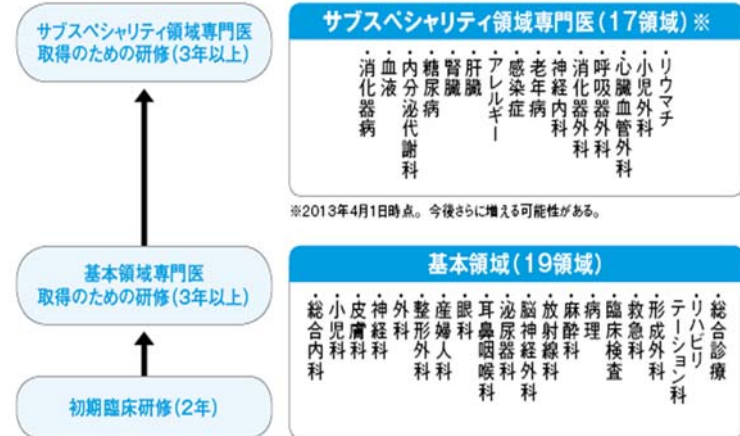 サブスペシャリティ領域専門医
取得のための研修(3年以上)
基本領域専門医
取得のための研修(3年以上)
初期臨床研修(2年)
サブスペシャリティ領域専門医(17領域)※
・リウマチ
・小児外科
・心臓血管外科
・呼吸器外科
・消化器外科
・神経内科
・老年病
・感染症
・アレルギー
・肝臓
・腎臓
・糖尿病
・内分泌代謝科
・血液
・消化器病
※2013年4月1日時点。今後さらに増える可能性がある。
基本領域(19領域)
・総合診療
・リハビリ
テーション科
・形成外科
・救急科
・臨床検査
・病理
・麻酔科
・放射線科
・脳神経外科
・泌尿器科
・耳鼻咽喉科
・眼科
・産婦人科
・整形外科
・外科
・神経科
・皮膚科
・小児科
・総合内科